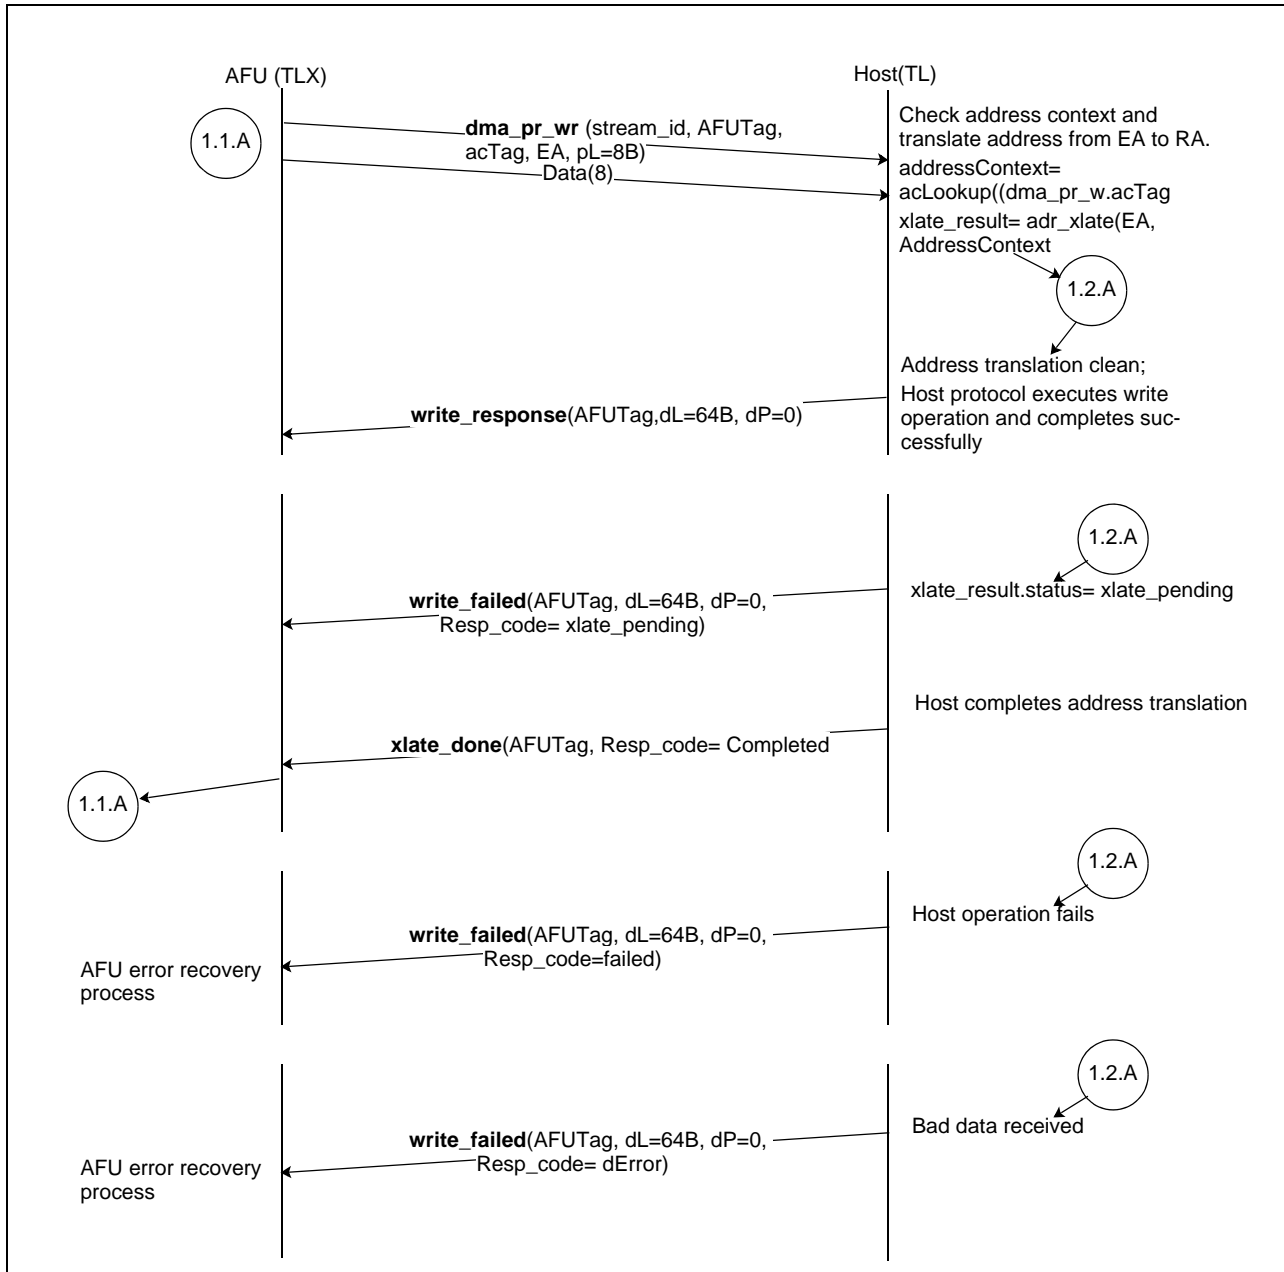 AFU (TLX)
Host(TL)
1.1.A
dma_pr_wr (stream_id, AFUTag,
acTag, EA, pL=8B)
Data(8)
Check address context and
translate address from EA to RA.
addressContext=
acLookup((dma_pr_w.acTag
xlate_result= adr_xlate(EA,
AddressContext
1.2.A
Address translation clean;
Host protocol executes write
operation and completes suc-
cessfully
write_response(AFUTag,dL=64B, dP=0)
1.2.A
xlate_result.status= xlate_pending
write_failed(AFUTag, dL=64B, dP=0,
Resp_code= xlate_pending)
Host completes address translation
xlate_done(AFUTag, Resp_code= Completed
1.1.A
1.2.A
Host operation fails
write_failed(AFUTag, dL=64B, dP=0,
Resp_code=failed)
AFU error recovery
process
1.2.A
Bad data received
write_failed(AFUTag, dL=64B, dP=0,
Resp_code= dError)
AFU error recovery
process